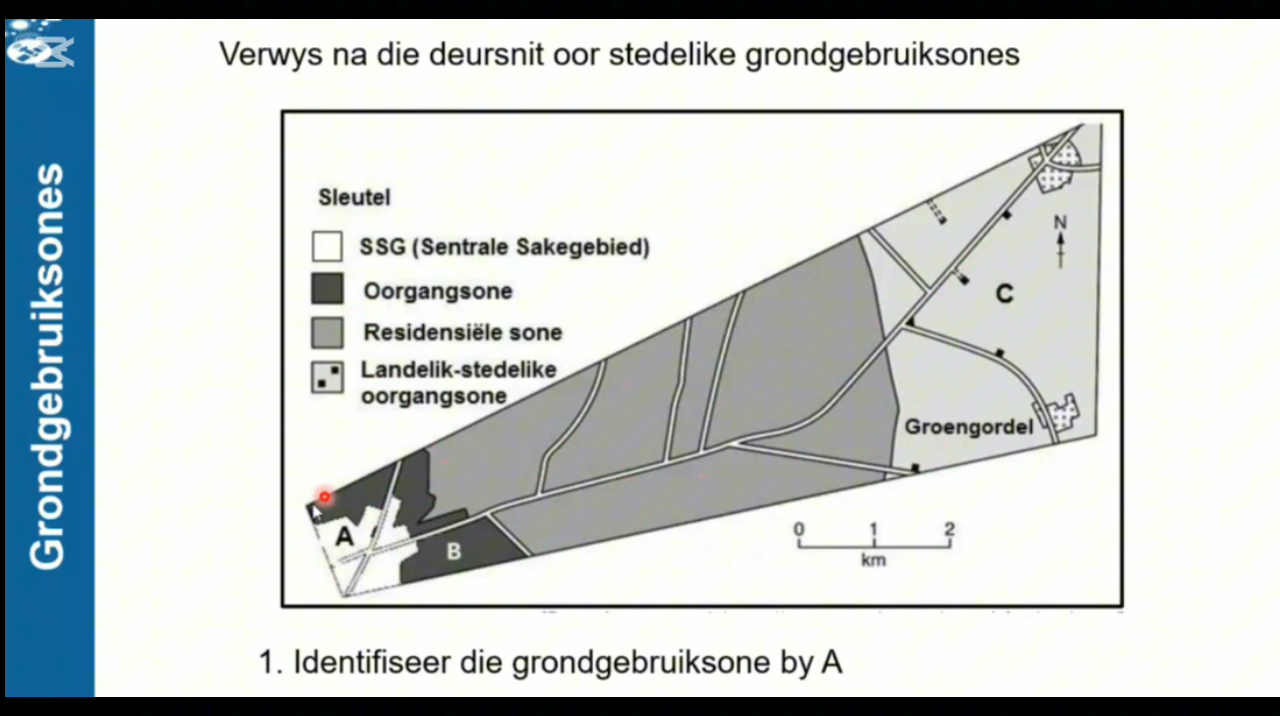 Grondgebruiksones
Verwys na die deursnit oor stedelike grondgebruiksones
Sleutel
SSG (Sentrale Sakegebied)
Oorgangsone
Residensiële sone
Landelik-stedelike
oorgangsone
N
C
Groengordel
A
B
0 1 2
km
1. Identifiseer die grondgebruiksone by A